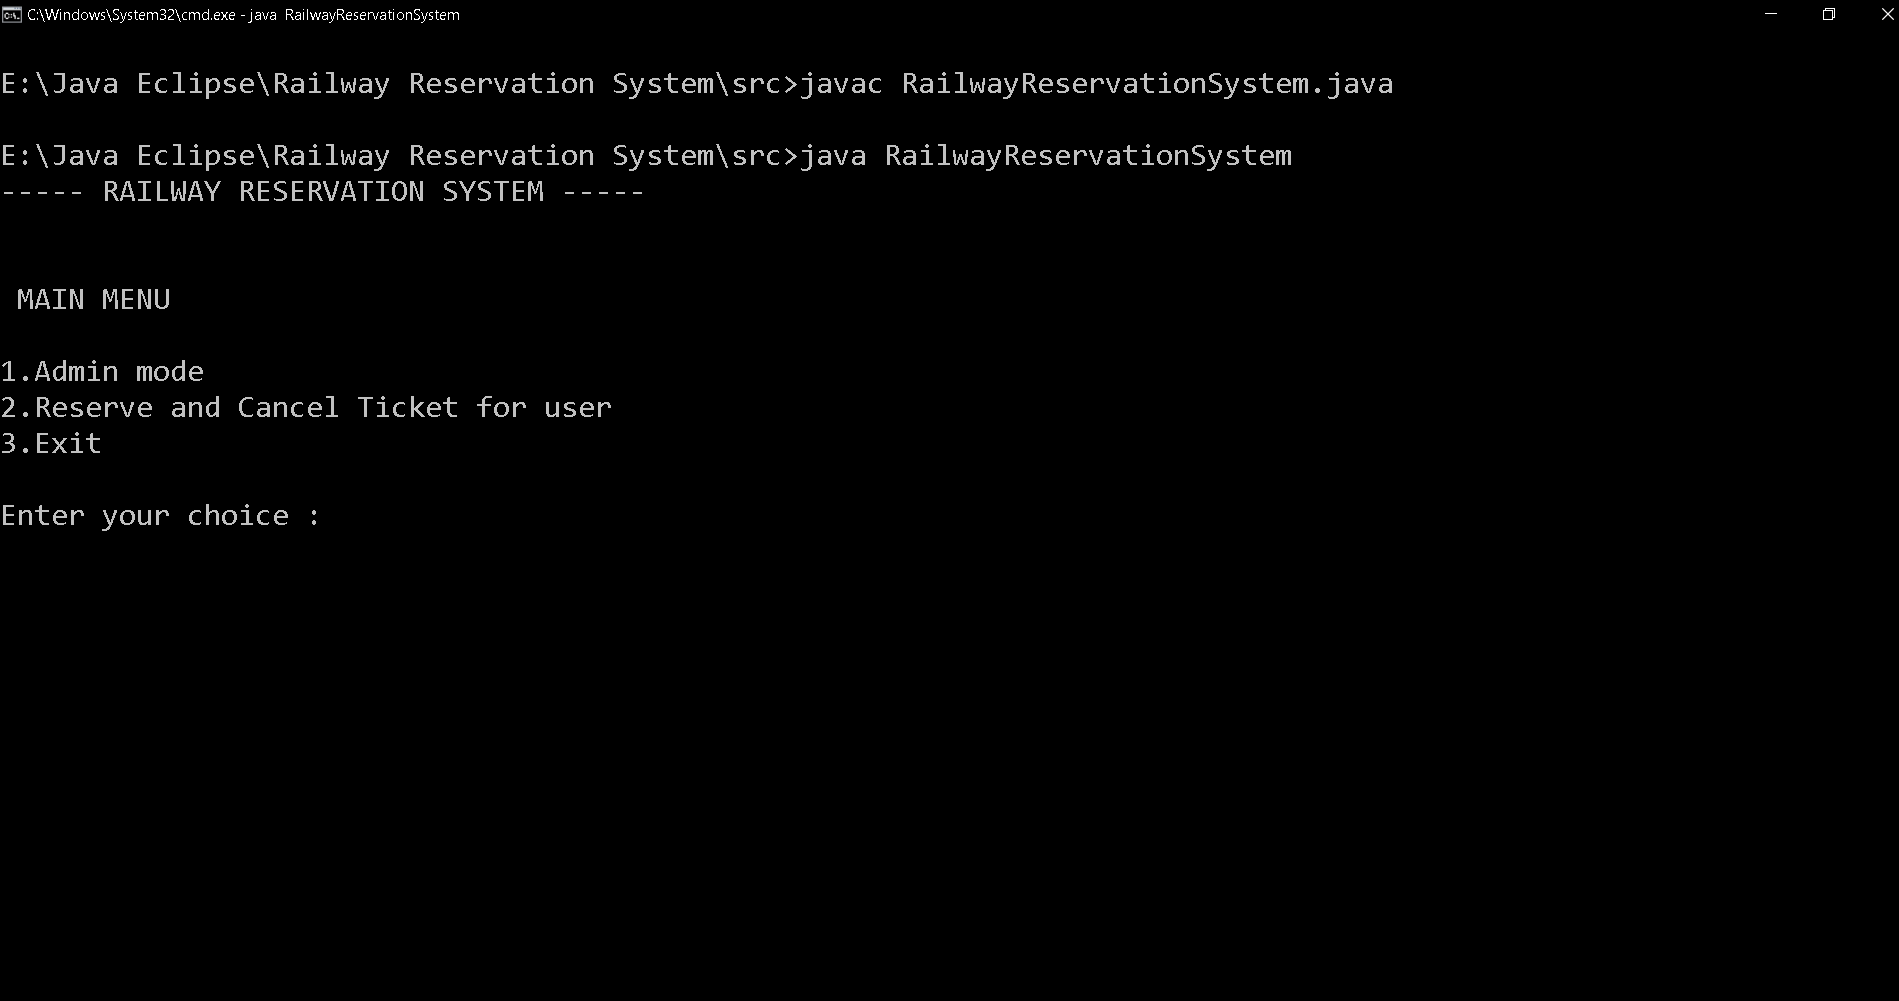 C:\Windows\System32\cmd.exe - java  RailwayReservationSystem
E:\Java Eclipse\Railway Reservation System\src>javac RailwayReservationSystem.java
E:\Java Eclipse\Railway Reservation System\src>java RailwayReservationSystem
----- RAILWAY RESERVATION SYSTEM -----
MAIN MENU
1.Admin mode
2.Reserve and Cancel Ticket for user
3.Exit
Enter your choice :